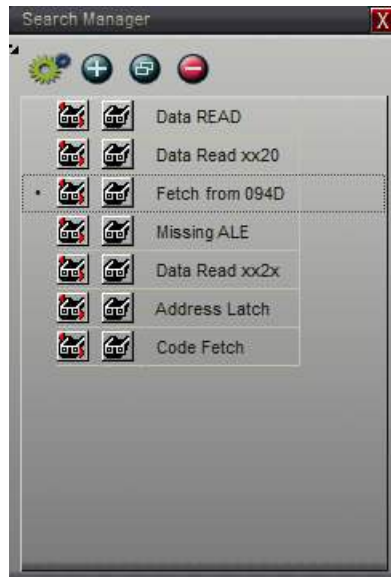 Search Manager
X
Data READ
Data Read xx20
Fetch from 094D
Missing ALE
Data Read xx2x
Address Latch
Code Fetch